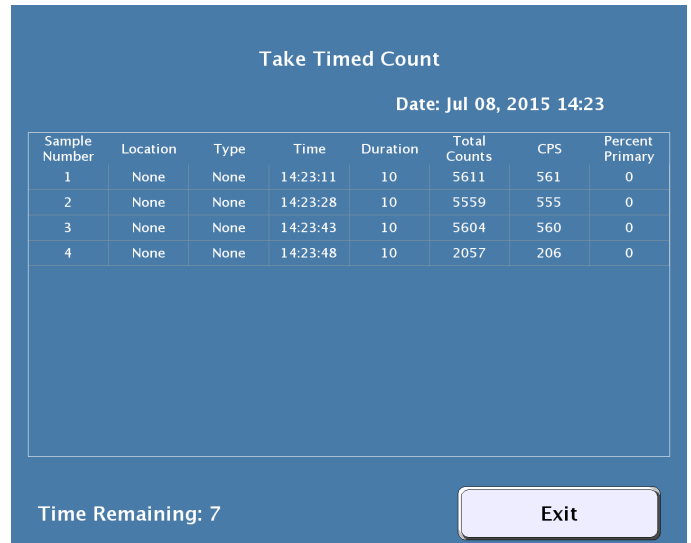 Take Timed Count
Date: Jul 08, 2015 14:23
Sample Number Location Type Time Duration Total Counts CPS Percent Primary
1 None None 14:23:11 10 5611 561 0
2 None None 14:23:28 10 5559 555 0
3 None None 14:23:43 10 5604 560 0
4 None None 14:23:48 10 2057 206 0
Time Remaining: 7
Exit